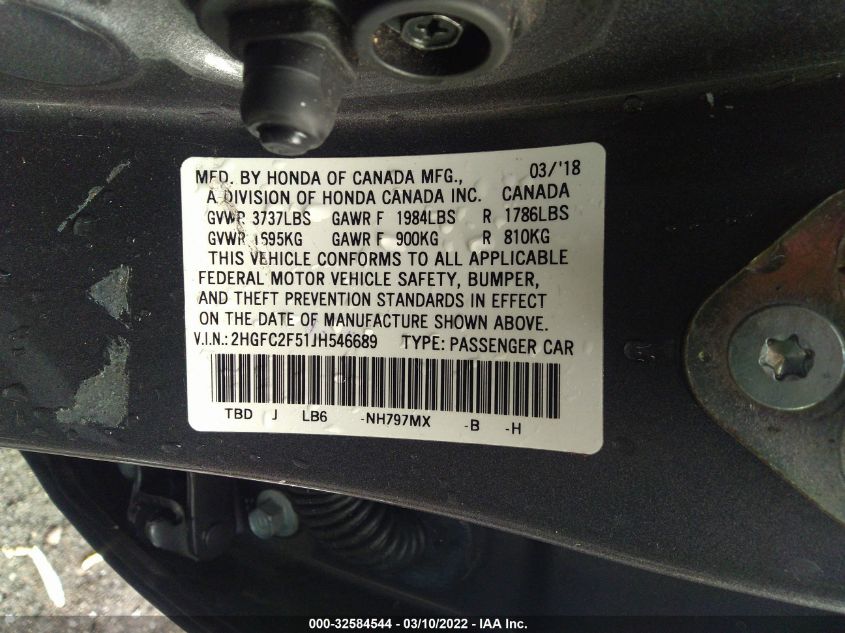 MFD. BY HONDA OF CANADA MFG., 03/'18
A DIVISION OF HONDA CANADA INC. CANADA
GVWR 3737LBS GAWR F 1984LBS R 1786LBS
GVWR 1695KG GAWR F 900KG R 810KG
THIS VEHICLE CONFORMS TO ALL APPLICABLE
FEDERAL MOTOR VEHICLE SAFETY, BUMPER,
AND THEFT PREVENTION STANDARDS IN EFFECT
ON THE DATE OF MANUFACTURE SHOWN ABOVE.
V.I.N.: 2HGFC2F51JH546689 TYPE: PASSENGER CAR
TBD J LB6 -NH797MX -B -H
000-32584544 — 03/10/2022 - IAA Inc.